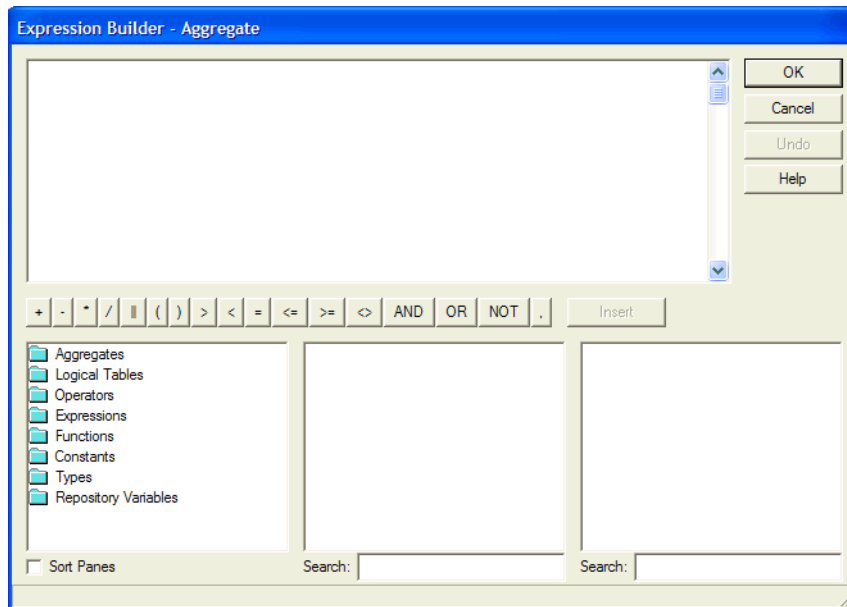 Expression Builder - Aggregate
OK
Cancel
Undo
Help
+ - * / || ( ) > < = <= >= <> AND OR NOT , Insert
Aggregates
Logical Tables
Operators
Expressions
Functions
Constants
Types
Repository Variables
Sort Panes Search: Search: